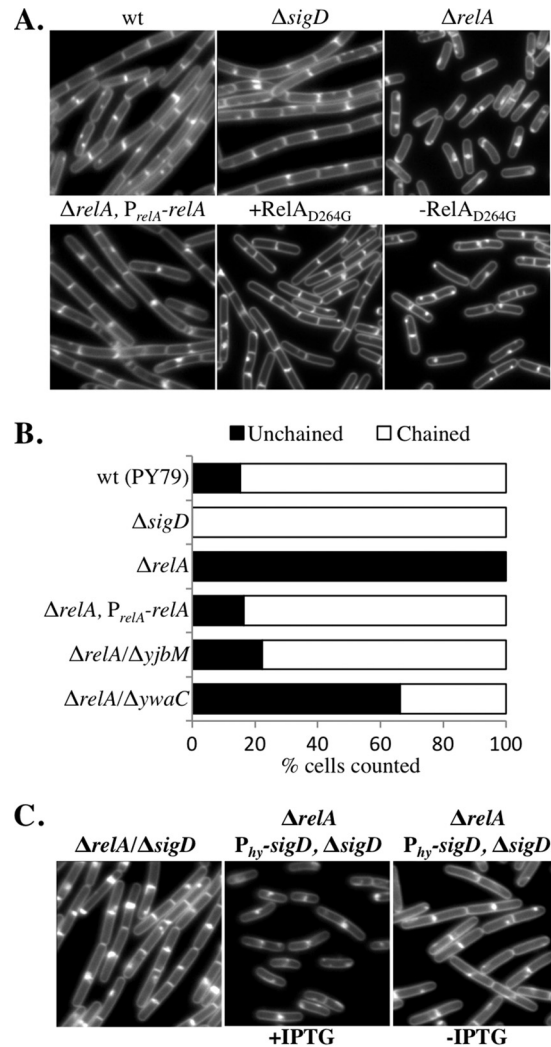 A.
wt ΔsigD ΔrelA
ΔrelA, PrelA-relA +RelAD264G -RelAD264G
B.
Unchained Chained
wt (PY79)
ΔsigD
ΔrelA
ΔrelA, PrelA-relA
ΔrelA/ΔyjbM
ΔrelA/ΔywaC
0 20 40 60 80 100
% cells counted
C.
ΔrelA/ΔsigD
ΔrelA
Phy-sigD, ΔsigD
ΔrelA
Phy-sigD, ΔsigD
+IPTG -IPTG